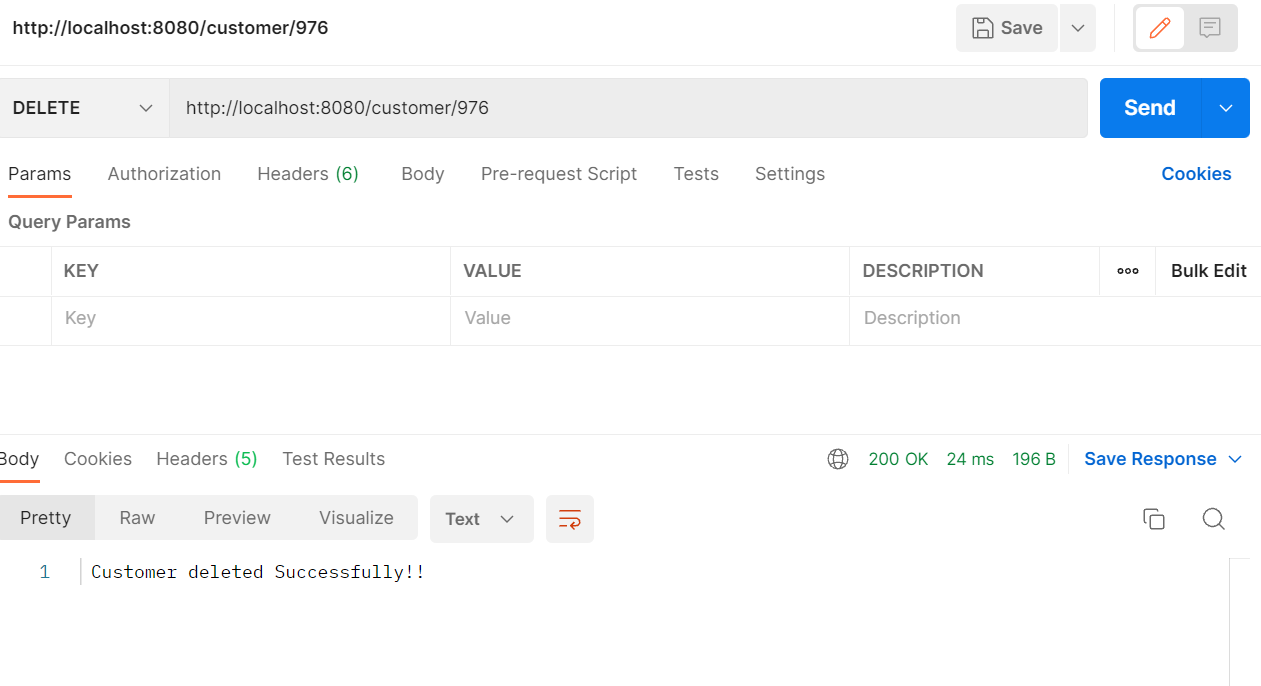 http://localhost:8080/customer/976
Save
DELETE
http://localhost:8080/customer/976
Send
Params Authorization Headers (6) Body Pre-request Script Tests Settings Cookies
Query Params
KEY VALUE DESCRIPTION ooo Bulk Edit
Key Value Description
Body Cookies Headers (5) Test Results 200 OK 24 ms 196 B Save Response
Pretty Raw Preview Visualize Text
1 Customer deleted Successfully!!